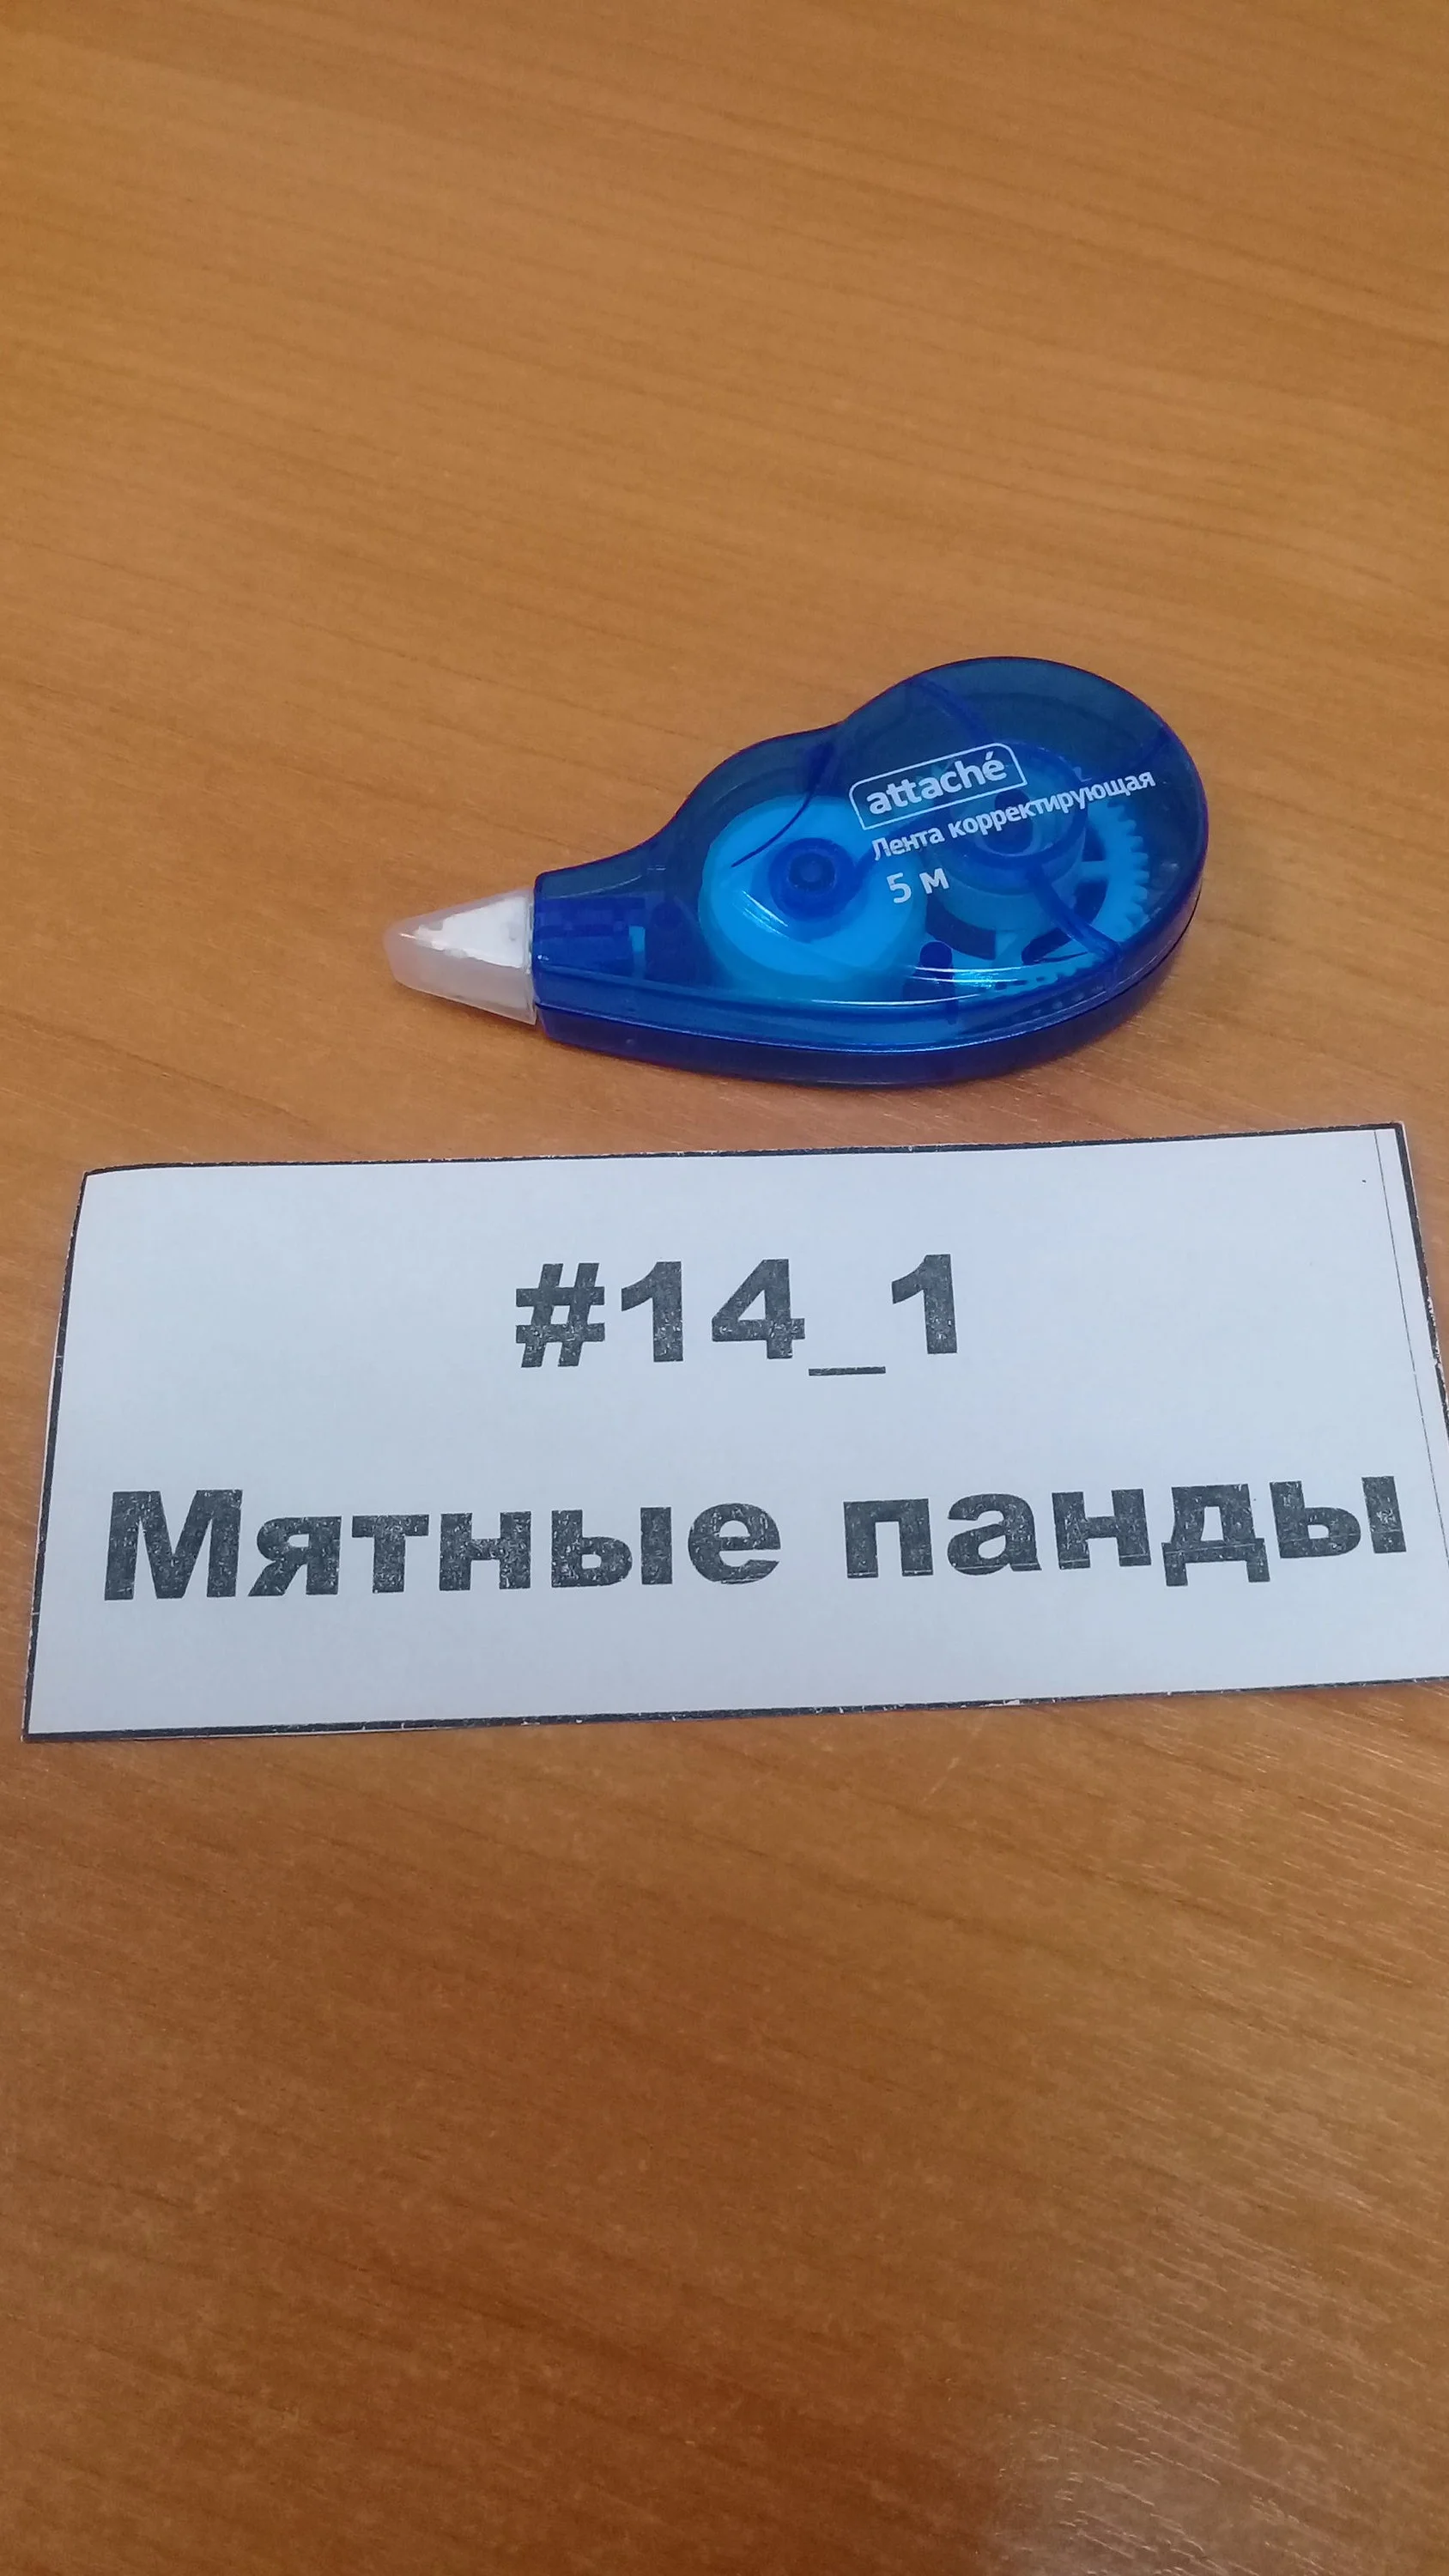 attaché
Лента корректирующая
5 м
#14_1
Мятные панды